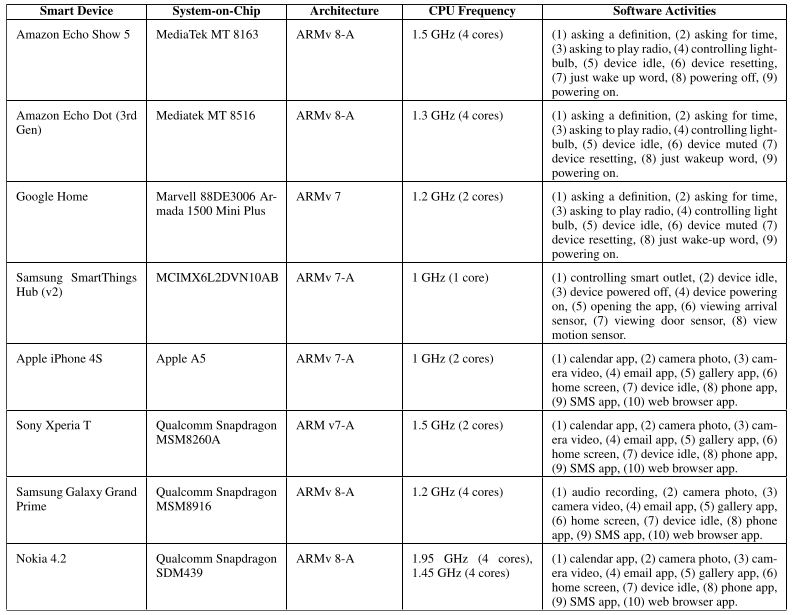 Smart Device System-on-Chip Architecture CPU Frequency Software Activities
Amazon Echo Show 5 MediaTek MT 8163 ARMv 8-A 1.5 GHz (4 cores) (1) asking a definition, (2) asking for time,
(3) asking to play radio, (4) controlling light-
bulb, (5) device idle, (6) device resetting,
(7) just wake up word, (8) powering off, (9)
powering on.
Amazon Echo Dot (3rd Mediatek MT 8516 ARMv 8-A 1.3 GHz (4 cores) (1) asking a definition, (2) asking for time,
Gen) (3) asking to play radio, (4) controlling light-
bulb, (5) device idle, (6) device muted (7)
device resetting, (8) just wakeup word, (9)
powering on.
Google Home Marvell 88DE3006 Ar- ARMv 7 1.2 GHz (2 cores) (1) asking a definition, (2) asking for time,
mada 1500 Mini Plus (3) asking to play radio, (4) controlling light
bulb, (5) device idle, (6) device muted (7)
device resetting, (8) just wake-up word, (9)
powering on.
Samsung SmartThings MCIMX6L2DVN10AB ARMv 7-A 1 GHz (1 core) (1) controlling smart outlet, (2) device idle,
Hub (v2) (3) device powered off, (4) device powering
on, (5) opening the app, (6) viewing arrival
sensor, (7) viewing door sensor, (8) view
motion sensor.
Apple iPhone 4S Apple A5 ARMv 7-A 1 GHz (2 cores) (1) calendar app, (2) camera photo, (3) cam-
era video, (4) email app, (5) gallery app, (6)
home screen, (7) device idle, (8) phone app,
(9) SMS app, (10) web browser app.
Sony Xperia T Qualcomm Snapdragon ARM v7-A 1.5 GHz (2 cores) (1) calendar app, (2) camera photo, (3) cam-
MSM8260A era video, (4) email app, (5) gallery app, (6)
home screen, (7) device idle, (8) phone app,
(9) SMS app, (10) web browser app.
Samsung Galaxy Grand Qualcomm Snapdragon ARMv 8-A 1.2 GHz (4 cores) (1) audio recording, (2) camera photo, (3)
Prime MSM8916 camera video, (4) email app, (5) gallery app,
(6) home screen, (7) device idle, (8) phone
app, (9) SMS app, (10) web browser app.
Nokia 4.2 Qualcomm Snapdragon ARMv 8-A 1.95 GHz (4 cores), (1) calendar app, (2) camera photo, (3) cam-
SDM439 1.45 GHz (4 cores) era video, (4) email app, (5) gallery app, (6)
home screen, (7) device idle, (8) phone app,
(9) SMS app, (10) web browser app.